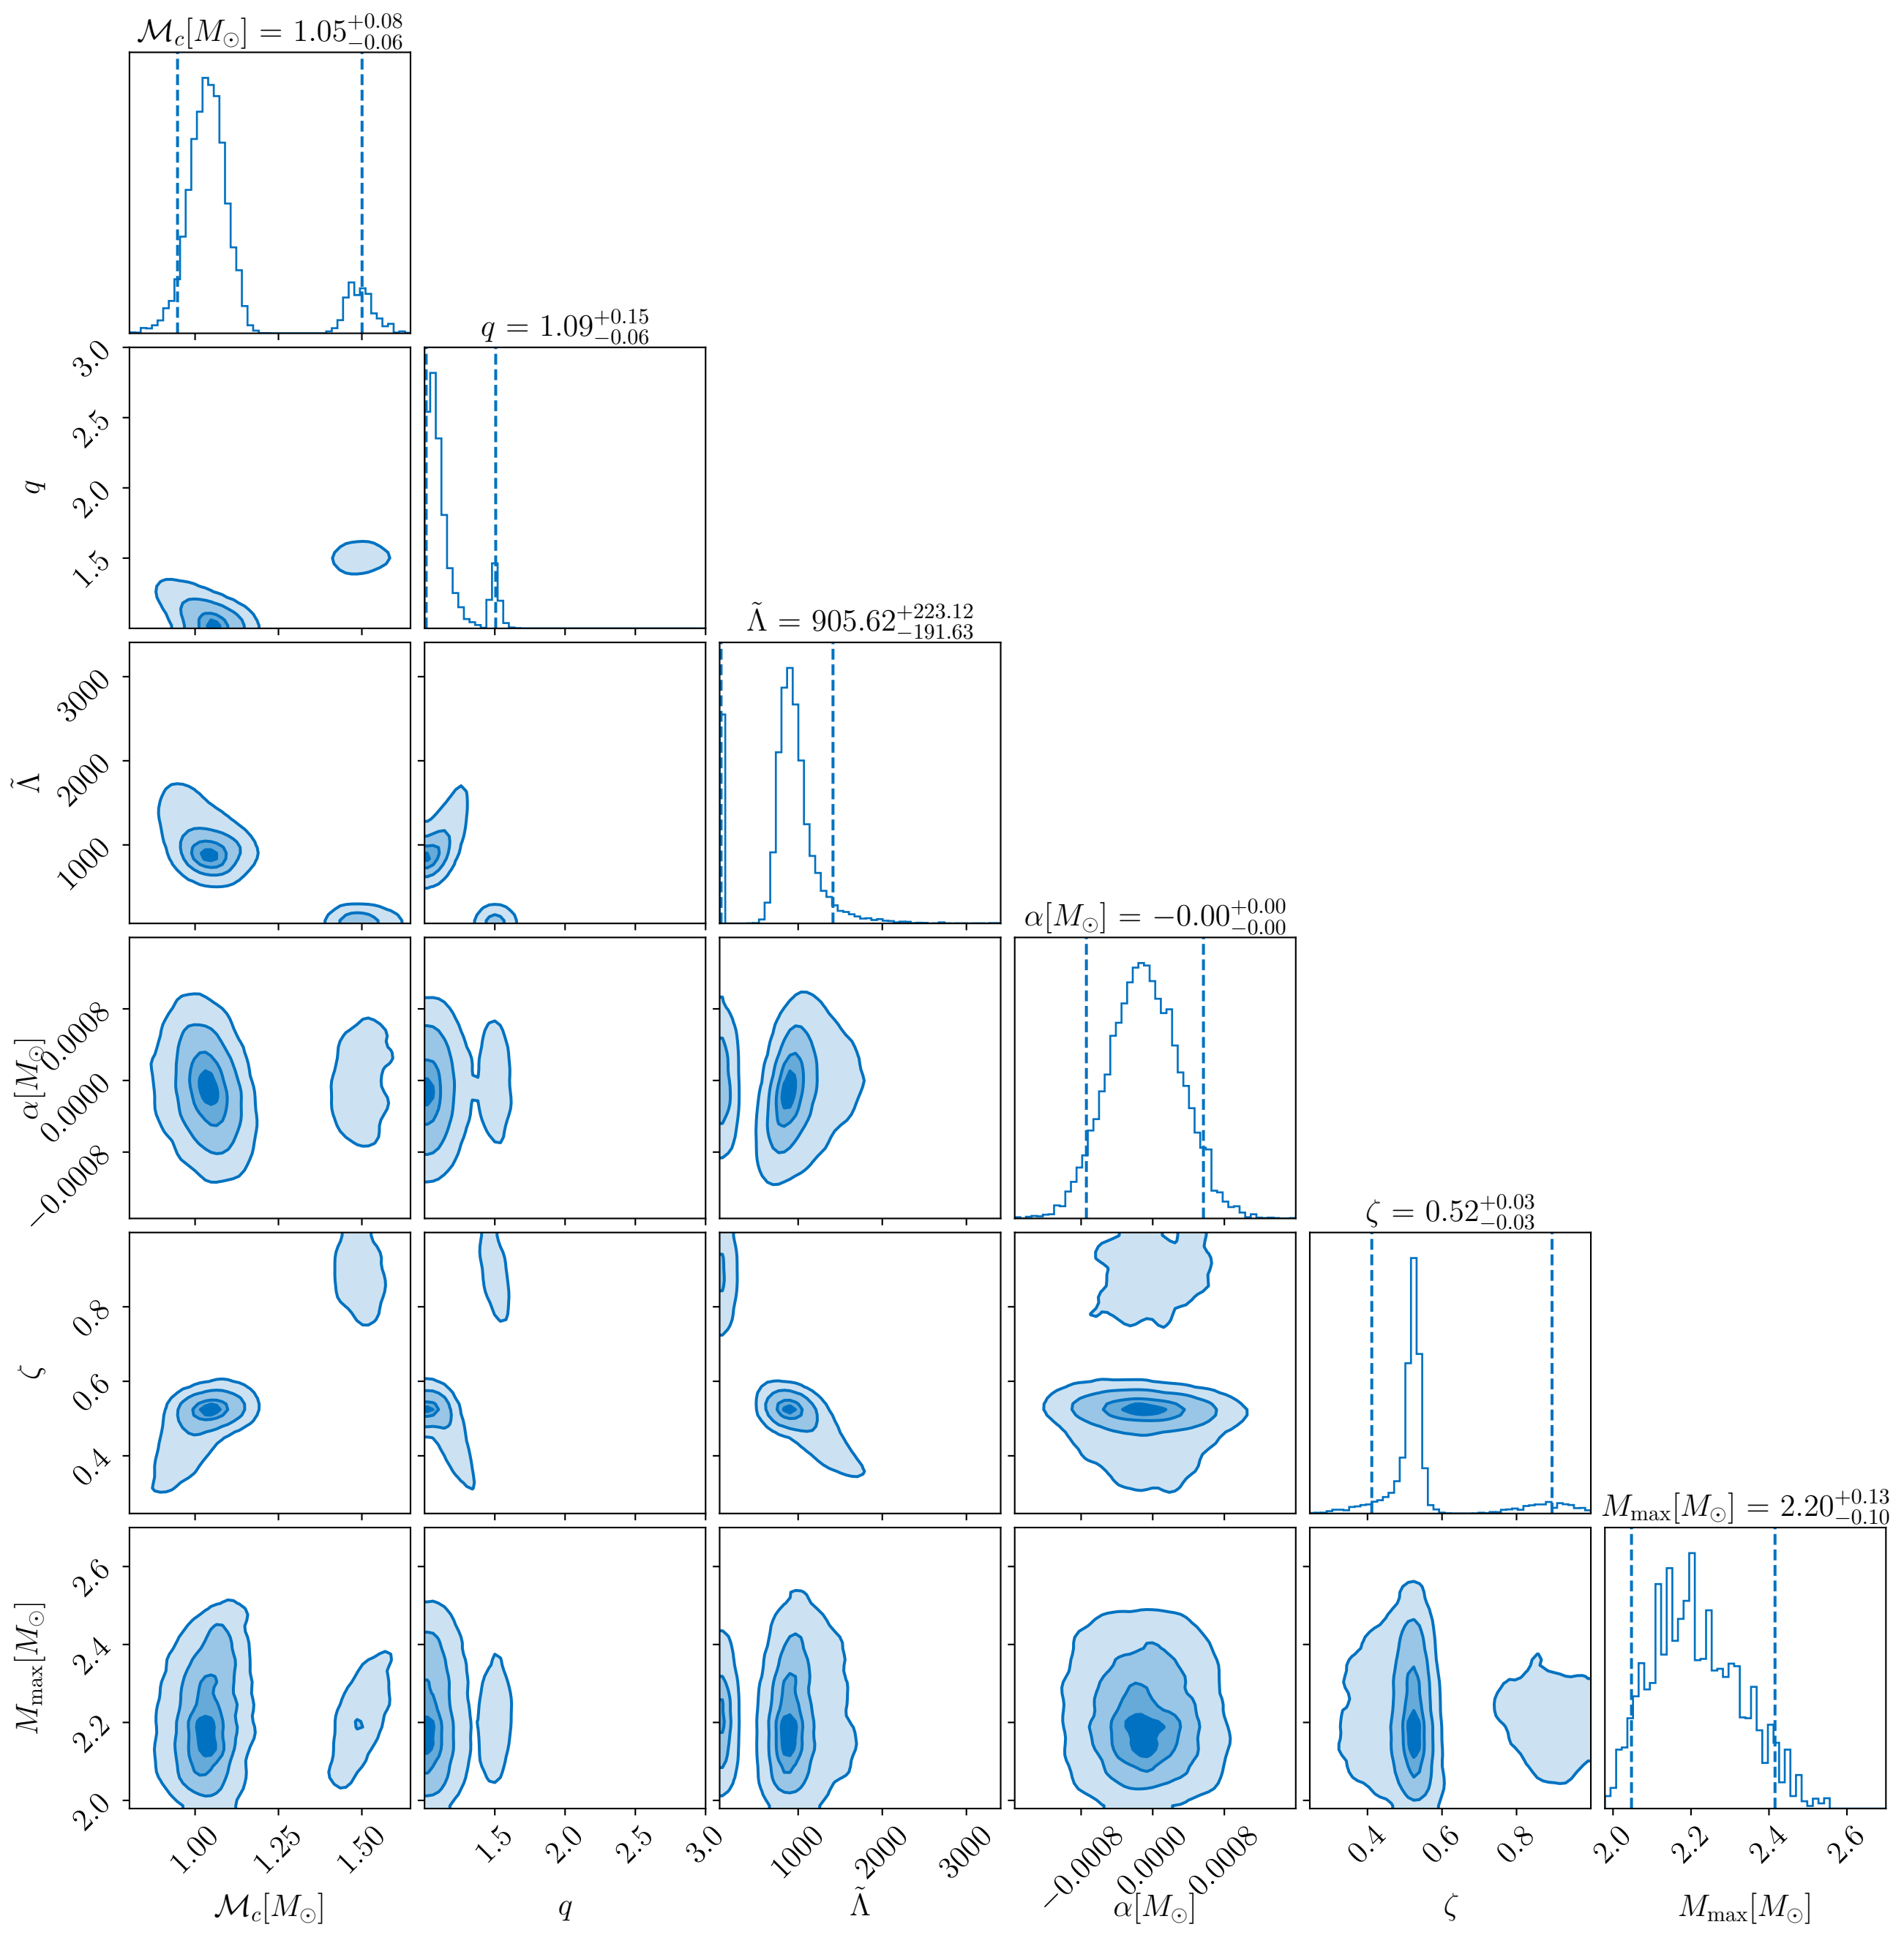 𝓜_c[M_⊙] = 1.05^{+0.08}_{−0.06}
q = 1.09^{+0.15}_{−0.06}
3.0
2.5
2.0
1.5
q
Λ̃ = 905.62^{+223.12}_{−191.63}
3000
2000
1000
Λ̃
α[M_⊙] = −0.00^{+0.00}_{−0.00}
0.0008
0.0000
−0.0008
α[M_⊙]
ζ = 0.52^{+0.03}_{−0.03}
0.8
0.6
0.4
ζ
M_max[M_⊙] = 2.20^{+0.13}_{−0.10}
2.6
2.4
2.2
2.0
M_max[M_⊙]
1.00 1.25 1.50 1.5 2.0 2.5 3.0 1000 2000 3000 −0.0008 0.0000 0.0008 0.4 0.6 0.8 2.0 2.2 2.4 2.6
𝓜_c[M_⊙] q Λ̃ α[M_⊙] ζ M_max[M_⊙]